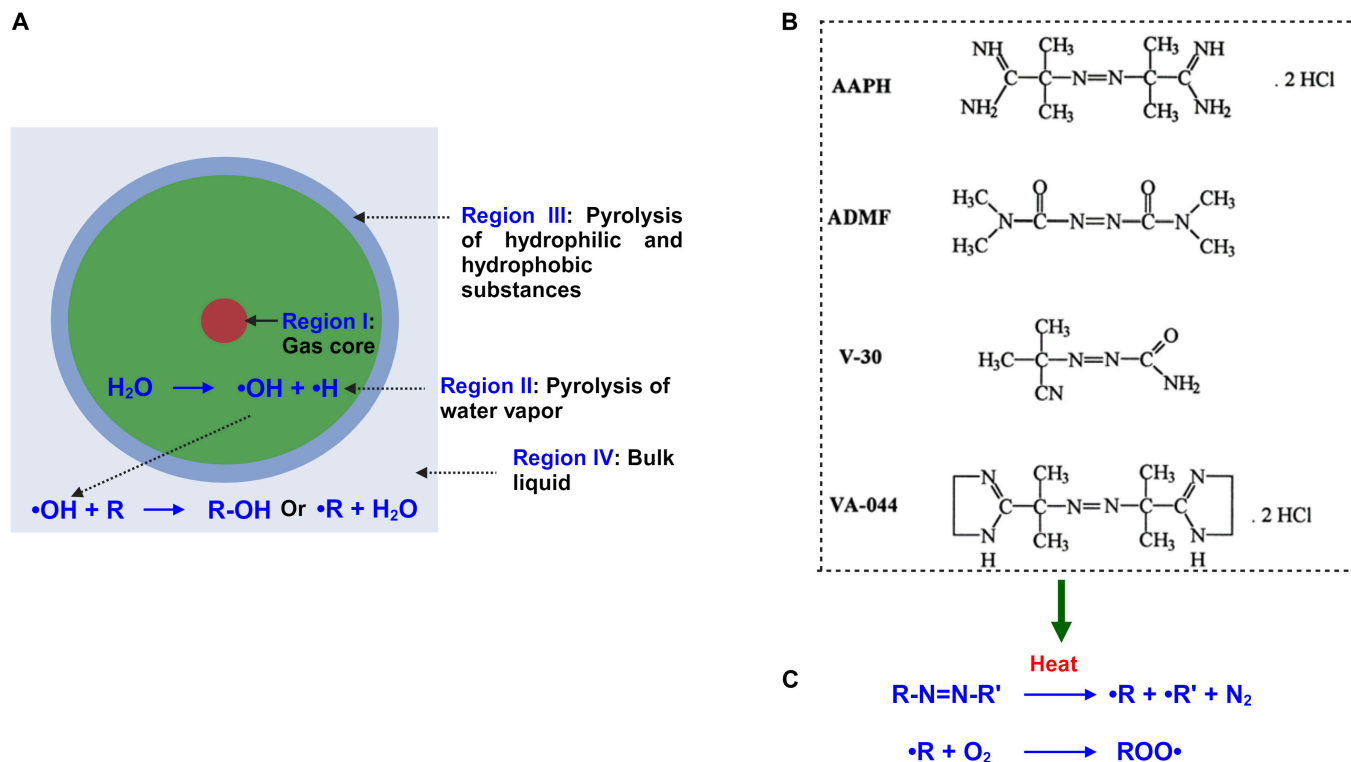 A
Region III: Pyrolysis
of hydrophilic and
hydrophobic
substances
Region I:
Gas core
H₂O → •OH + •H
Region II: Pyrolysis of
water vapor
Region IV: Bulk
liquid
•OH + R → R-OH Or •R + H₂O
B
AAPH
NH CH₃ CH₃ NH
C C N=N C C
NH₂ CH₃ CH₃ NH₂
. 2 HCl
ADMF
O O
H₃C CH₃
N C N=N C N
H₃C CH₃
V-30
CH₃ O
H₃C C N=N C
CN NH₂
VA-044
N CH₃ CH₃ N
C C N=N C C
N CH₃ CH₃ N
H H
. 2 HCl
Heat
C
R-N=N-R' → •R + •R' + N₂
•R + O₂ → ROO•